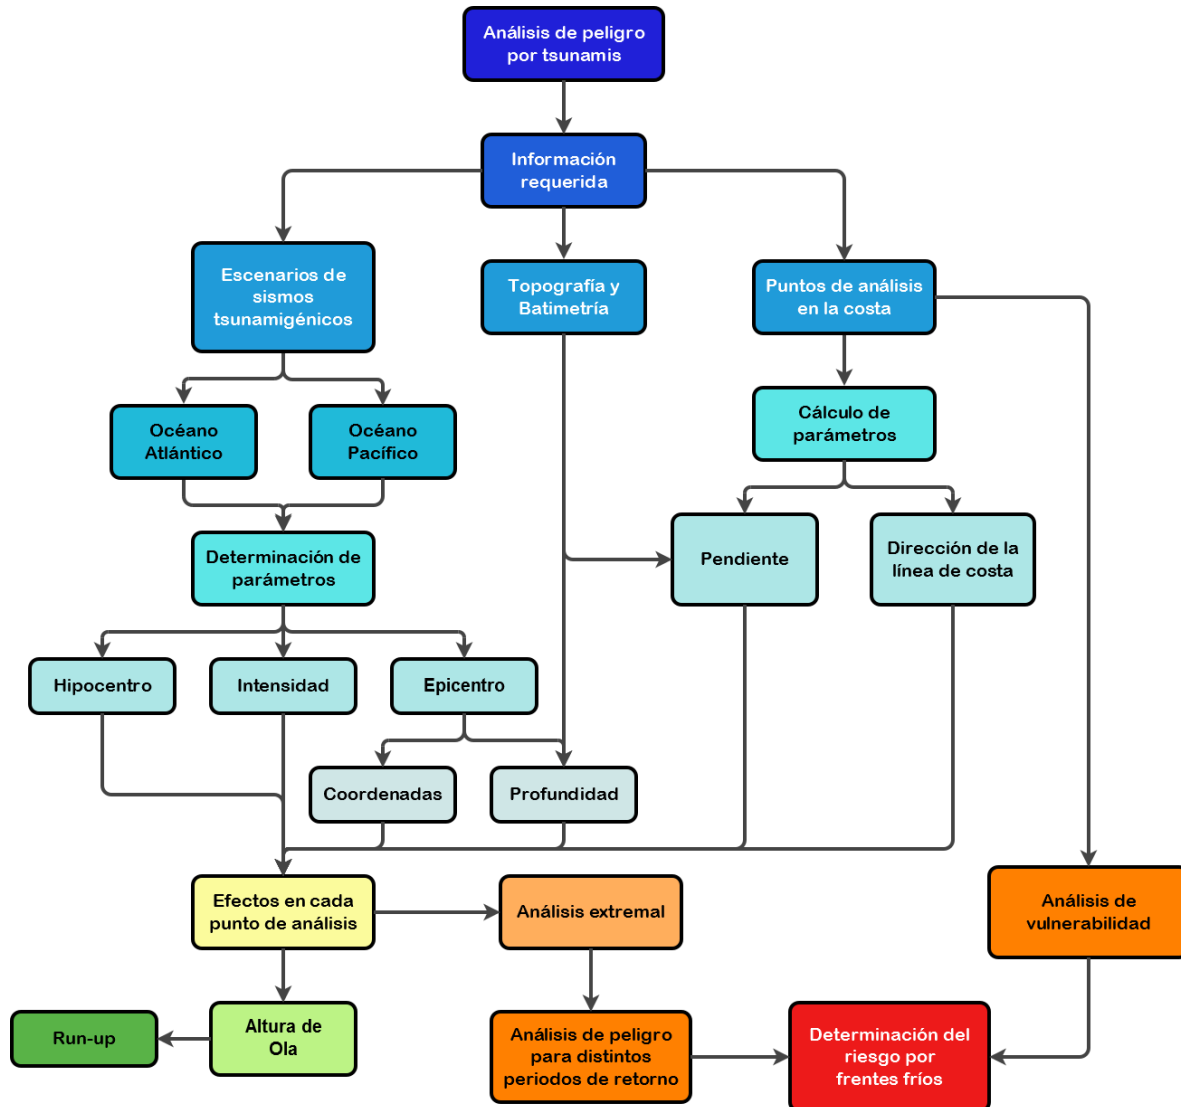 Análisis de peligro
por tsunamis
Información
requerida
Escenarios de
sismos
tsunamigénicos
Topografía y
Batimetría
Puntos de análisis
en la costa
Océano
Atlántico
Océano
Pacífico
Cálculo de
parámetros
Determinación de
parámetros
Pendiente
Dirección de la
línea de costa
Hipocentro
Intensidad
Epicentro
Coordenadas
Profundidad
Efectos en cada
punto de análisis
Análisis extremal
Análisis de
vulnerabilidad
Run-up
Altura de
Ola
Análisis de peligro
para distintos
periodos de retorno
Determinación del
riesgo por
frentes fríos